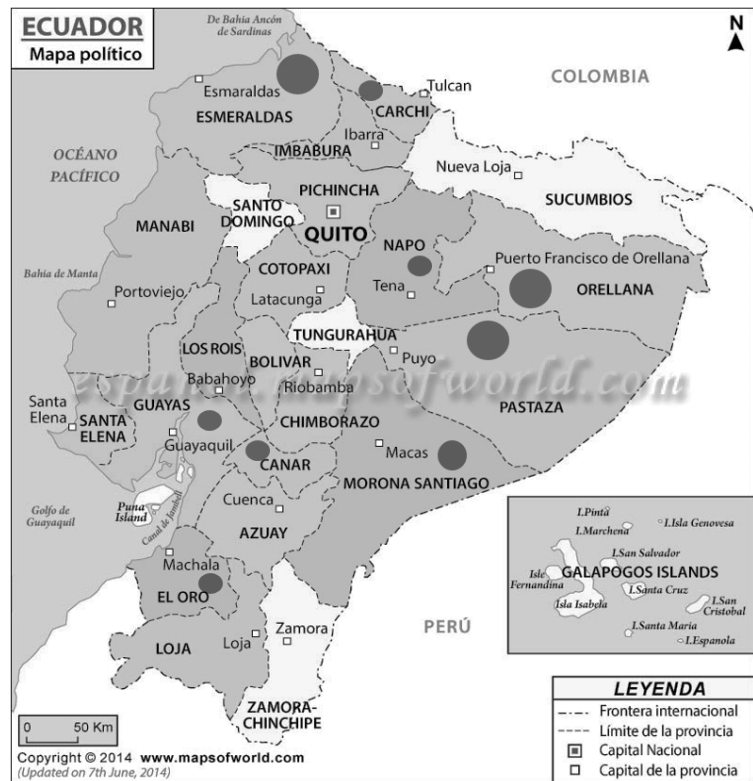 ECUADOR
Mapa político
De Bahia Ancón
de Sardinas
N
COLOMBIA
Esmaraldas
ESMERALDAS
Tulcan
CARCHI
Ibarra
IMBABURA
OCÉANO
PACÍFICO
Nueva Loja
SUCUMBIOS
PICHINCHA
SANTO
DOMINGO
QUITO
MANABI
NAPO
Puerto Francisco de Orellana
ORELLANA
COTOPAXI
Latacunga
Tena
Bahia de Manta
Portoviejo
TUNGURAHUA
Puyo
LOS ROIS
BOLIVAR
Babahoyo
Riobamba
espanol.mapsofworld.com
PASTAZA
Santa
Elena
SANTA
ELENA
GUAYAS
Guayaquil
CHIMBORAZO
Macas
CANAR
MORONA SANTIAGO
Golfo de
Guayaquil
Puna
Island
Canal de Jambelí
Cuenca
AZUAY
Machala
EL ORO
LOJA
Loja
Zamora
ZAMORA-
CHINCHIPE
PERÚ
I.Pinta
I.Marchena
I.Isla Genovesa
I.San Salvador
Isle
Fernandina
GALAPOGOS ISLANDS
Isla Isabela
I.Santa Cruz
I.San
Cristobal
I.Santa Maria
I.Espanola
LEYENDA
Frontera internacional
Límite de la provincia
Capital Nacional
Capital de la provincia
0 50 Km
Copyright © 2014 www.mapsofworld.com
(Updated on 7th June, 2014)